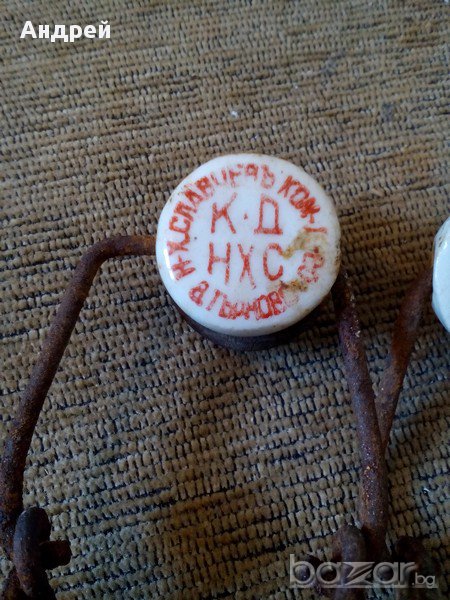 Андрей
Н.Х.СЛАВЧЕВЪ КОМ.
К·Д
НХС
В.ТЪРНОВО
bazar.bg